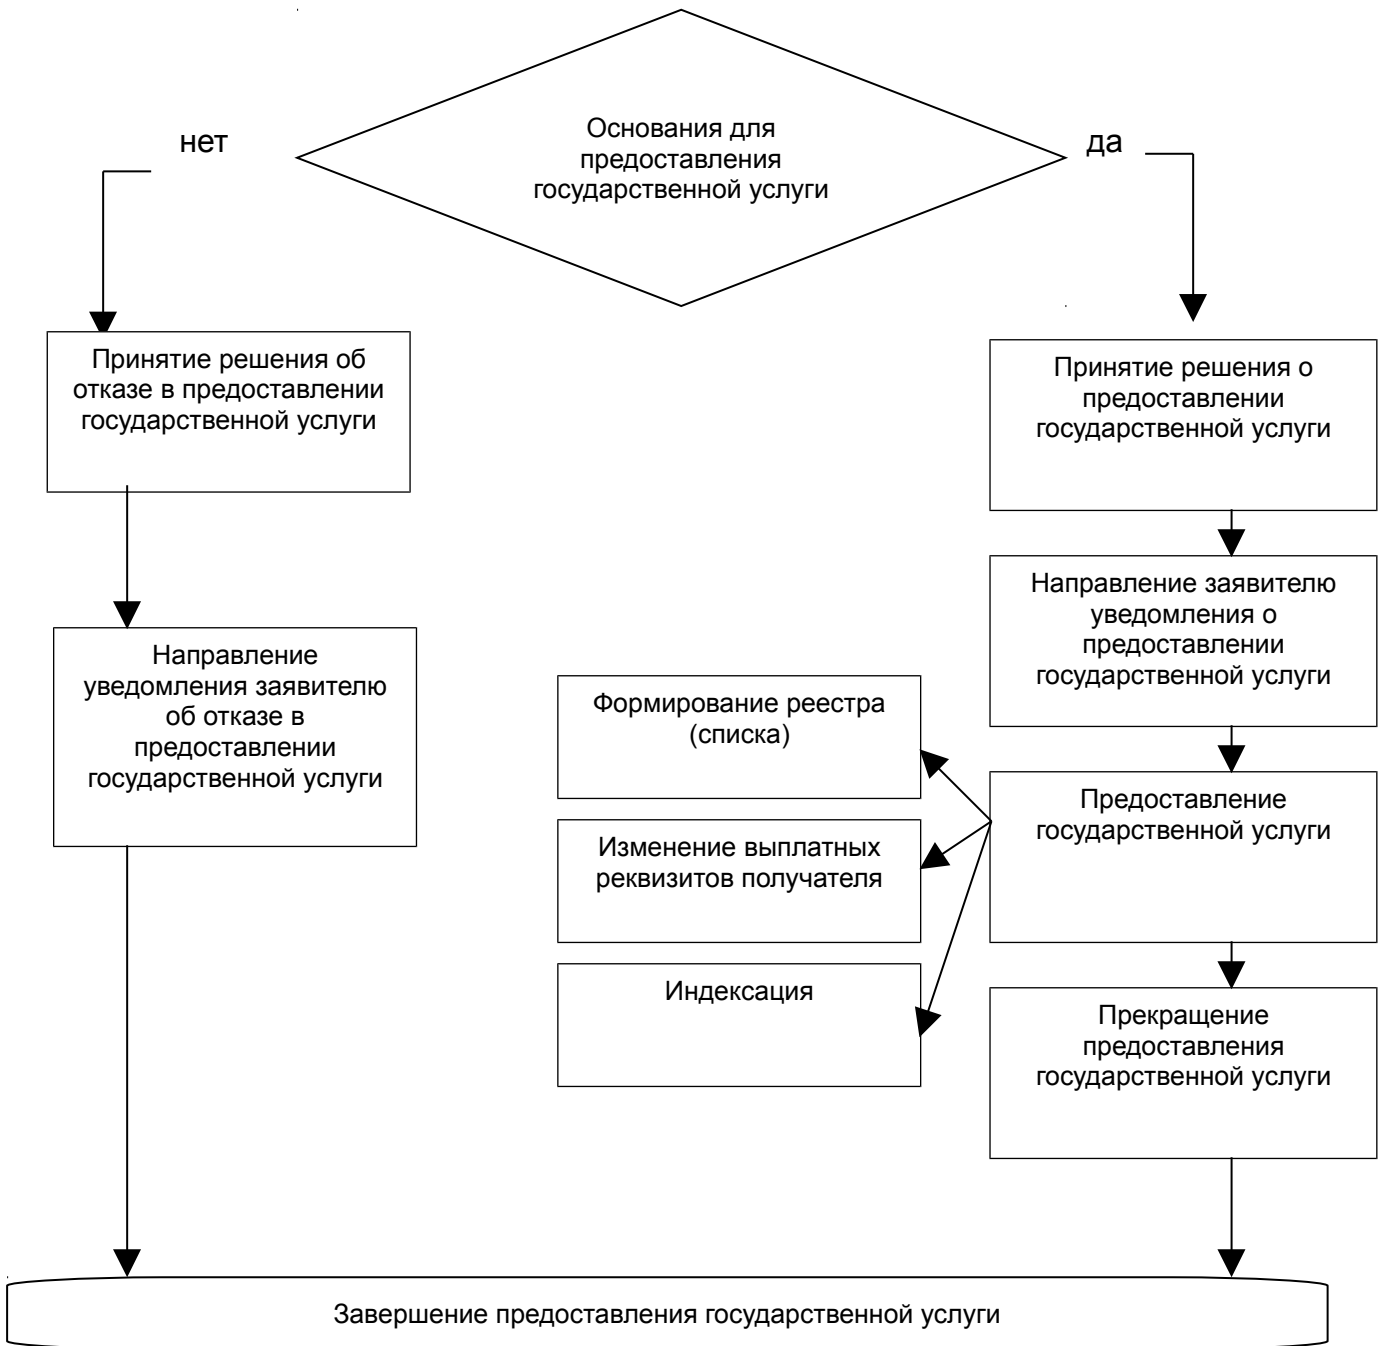 Основания для
предоставления
государственной услуги
нет
да
Принятие решения об
отказе в предоставлении
государственной услуги
Принятие решения о
предоставлении
государственной услуги
Направление заявителю
уведомления о
предоставлении
государственной услуги
Направление
уведомления заявителю
об отказе в
предоставлении
государственной услуги
Формирование реестра
(списка)
Предоставление
государственной услуги
Изменение выплатных
реквизитов получателя
Индексация
Прекращение
предоставления
государственной услуги
Завершение предоставления государственной услуги